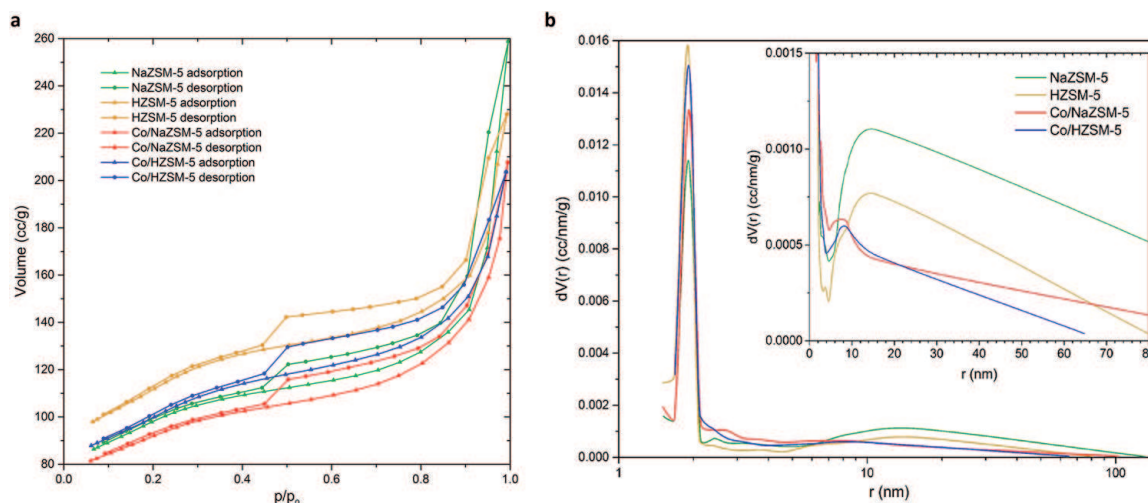 a
260
240
220
200
180
160
140
120
100
80
Volume (cc/g)
NaZSM-5 adsorption
NaZSM-5 desorption
HZSM-5 adsorption
HZSM-5 desorption
Co/NaZSM-5 adsorption
Co/NaZSM-5 desorption
Co/HZSM-5 adsorption
Co/HZSM-5 desorption
0.0 0.2 0.4 0.6 0.8 1.0
p/p₀
b
0.016
0.014
0.012
0.010
0.008
0.006
0.004
0.002
0.000
dV(r) (cc/nm/g)
1 10 100
r (nm)
0.0015
0.0010
0.0005
0.0000
dV(r) (cc/nm/g)
NaZSM-5
HZSM-5
Co/NaZSM-5
Co/HZSM-5
0 10 20 30 40 50 60 70 80
r (nm)